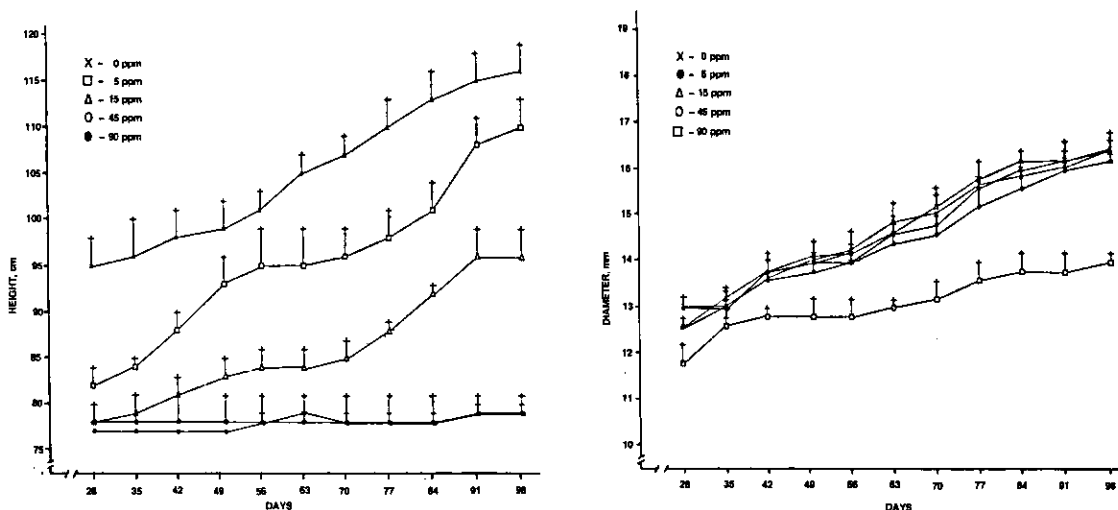 120
115
110
105
100
95
90
85
80
75
HEIGHT, cm
X - 0 ppm
□ - 5 ppm
△ - 15 ppm
○ - 45 ppm
● - 90 ppm
28 35 42 49 56 63 70 77 84 91 98
DAYS
19
18
17
16
15
14
13
12
11
10
DIAMETER, mm
X - 0 ppm
● - 5 ppm
△ - 15 ppm
○ - 45 ppm
□ - 90 ppm
28 35 42 49 56 63 70 77 84 91 98
DAYS